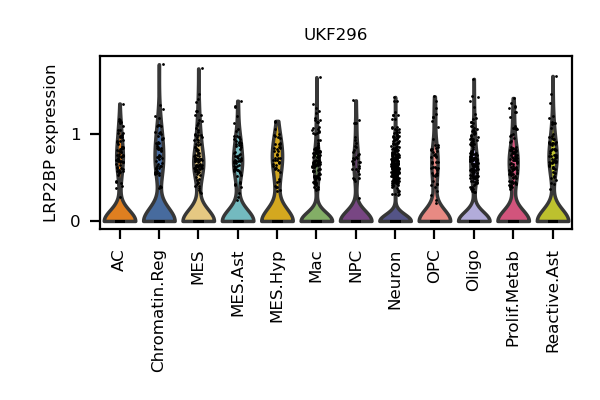 UKF296
LRP2BP expression
1
0
AC
Chromatin.Reg
MES
MES.Ast
MES.Hyp
Mac
NPC
Neuron
OPC
Oligo
Prolif.Metab
Reactive.Ast